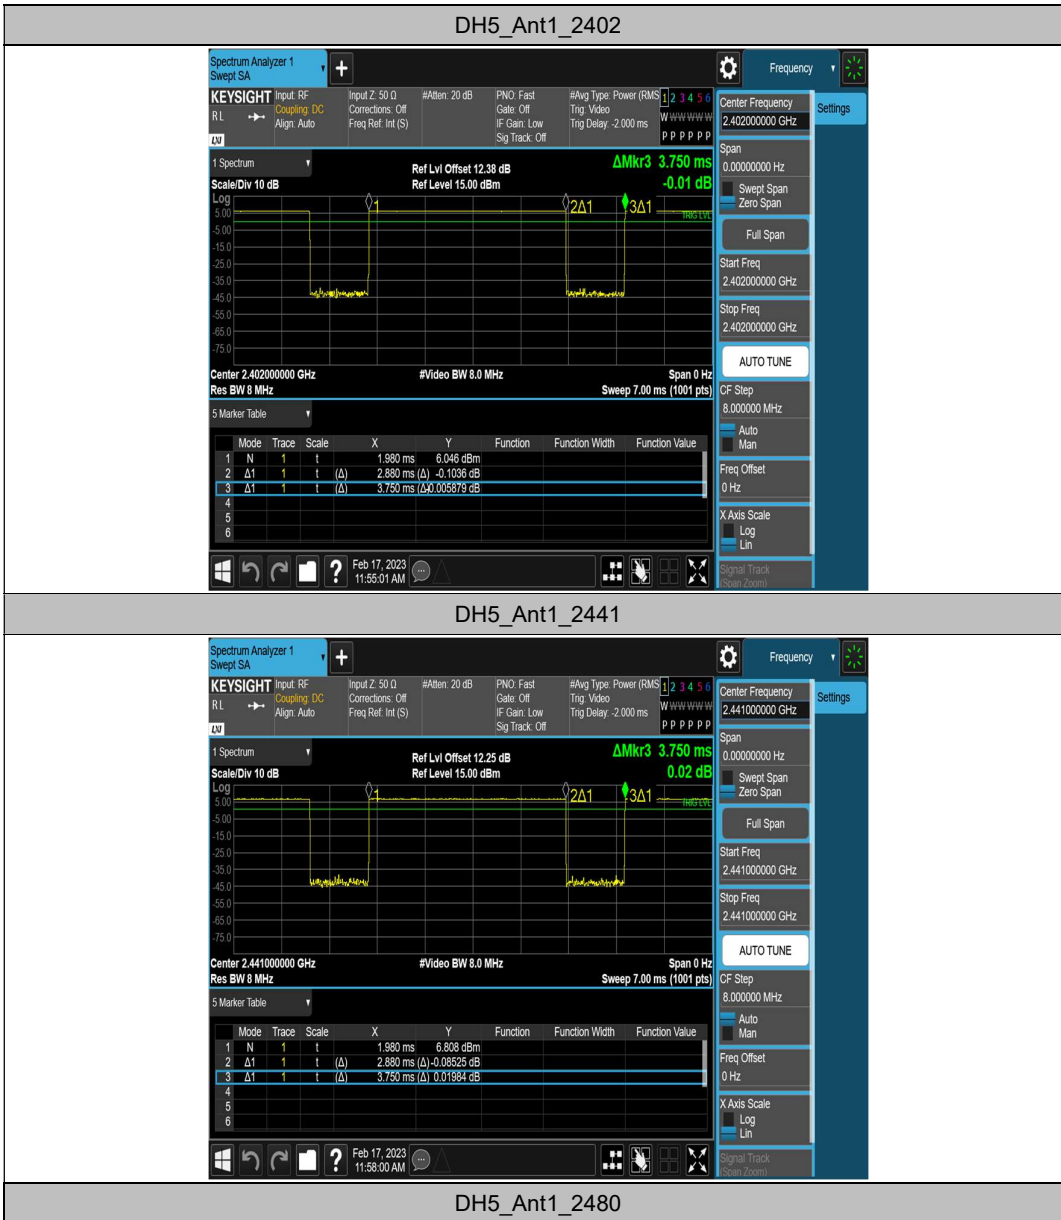 DH5_Ant1_2402
Spectrum Analyzer 1
Swept SA
Frequency
KEYSIGHT
RL
LXI
Input: RF
Coupling: DC
Align: Auto
Input Z: 50 Ω
Corrections: Off
Freq Ref: Int (S)
#Atten: 20 dB
PNO: Fast
Gate: Off
IF Gain: Low
Sig Track: Off
#Avg Type: Power (RMS
Trig: Video
Trig Delay: -2.000 ms
1 2 3 4 5 6
W W W W W W
P P P P P P
Center Frequency
2.402000000 GHz
Settings
Span
0.00000000 Hz
Swept Span
Zero Span
Full Span
Start Freq
2.402000000 GHz
Stop Freq
2.402000000 GHz
AUTO TUNE
CF Step
8.000000 MHz
Auto
Man
Freq Offset
0 Hz
X Axis Scale
Log
Lin
Signal Track
(Span Zoom)
1 Spectrum
Scale/Div 10 dB
Ref Lvl Offset 12.38 dB
Ref Level 15.00 dBm
ΔMkr3 3.750 ms
-0.01 dB
Log
1
2Δ1
3Δ1
TRIG LVL
5.00
-5.00
-15.0
-25.0
-35.0
-45.0
-55.0
-65.0
-75.0
Center 2.402000000 GHz
Res BW 8 MHz
#Video BW 8.0 MHz
Span 0 Hz
Sweep 7.00 ms (1001 pts)
5 Marker Table
Mode Trace Scale X Y Function Function Width Function Value
1 N 1 t 1.980 ms 6.046 dBm
2 Δ1 1 t (Δ) 2.880 ms (Δ) -0.1036 dB
3 Δ1 1 t (Δ) 3.750 ms (Δ)-0.005879 dB
4
5
6
Feb 17, 2023
11:55:01 AM
DH5_Ant1_2441
Spectrum Analyzer 1
Swept SA
Frequency
KEYSIGHT
RL
LXI
Input: RF
Coupling: DC
Align: Auto
Input Z: 50 Ω
Corrections: Off
Freq Ref: Int (S)
#Atten: 20 dB
PNO: Fast
Gate: Off
IF Gain: Low
Sig Track: Off
#Avg Type: Power (RMS
Trig: Video
Trig Delay: -2.000 ms
1 2 3 4 5 6
W W W W W W
P P P P P P
Center Frequency
2.441000000 GHz
Settings
Span
0.00000000 Hz
Swept Span
Zero Span
Full Span
Start Freq
2.441000000 GHz
Stop Freq
2.441000000 GHz
AUTO TUNE
CF Step
8.000000 MHz
Auto
Man
Freq Offset
0 Hz
X Axis Scale
Log
Lin
Signal Track
(Span Zoom)
1 Spectrum
Scale/Div 10 dB
Ref Lvl Offset 12.25 dB
Ref Level 15.00 dBm
ΔMkr3 3.750 ms
0.02 dB
Log
1
2Δ1
3Δ1
TRIG LVL
5.00
-5.00
-15.0
-25.0
-35.0
-45.0
-55.0
-65.0
-75.0
Center 2.441000000 GHz
Res BW 8 MHz
#Video BW 8.0 MHz
Span 0 Hz
Sweep 7.00 ms (1001 pts)
5 Marker Table
Mode Trace Scale X Y Function Function Width Function Value
1 N 1 t 1.980 ms 6.808 dBm
2 Δ1 1 t (Δ) 2.880 ms (Δ) -0.08525 dB
3 Δ1 1 t (Δ) 3.750 ms (Δ) 0.01984 dB
4
5
6
Feb 17, 2023
11:58:00 AM
DH5_Ant1_2480